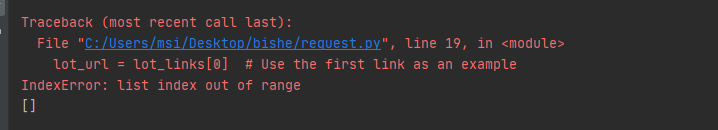 Traceback (most recent call last):
  File "C:/Users/msi/Desktop/bishe/request.py", line 19, in <module>
    lot_url = lot_links[0]  # Use the first link as an example
IndexError: list index out of range
[]